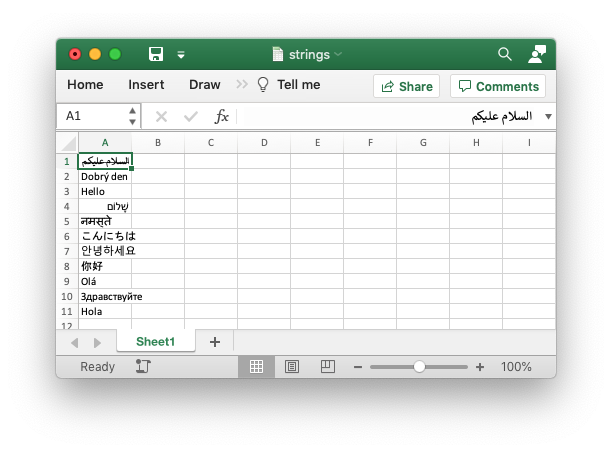 strings
Home Insert Draw Tell me Share Comments
A1 fx السلام عليكم
A B C D E F G H I
1 السلام عليكم
2 Dobrý den
3 Hello
4 שָׁלוֹם
5 नमस्ते
6 こんにちは
7 안녕하세요
8 你好
9 Olá
10 Здравствуйте
11 Hola
12
Sheet1 +
Ready − + 100%